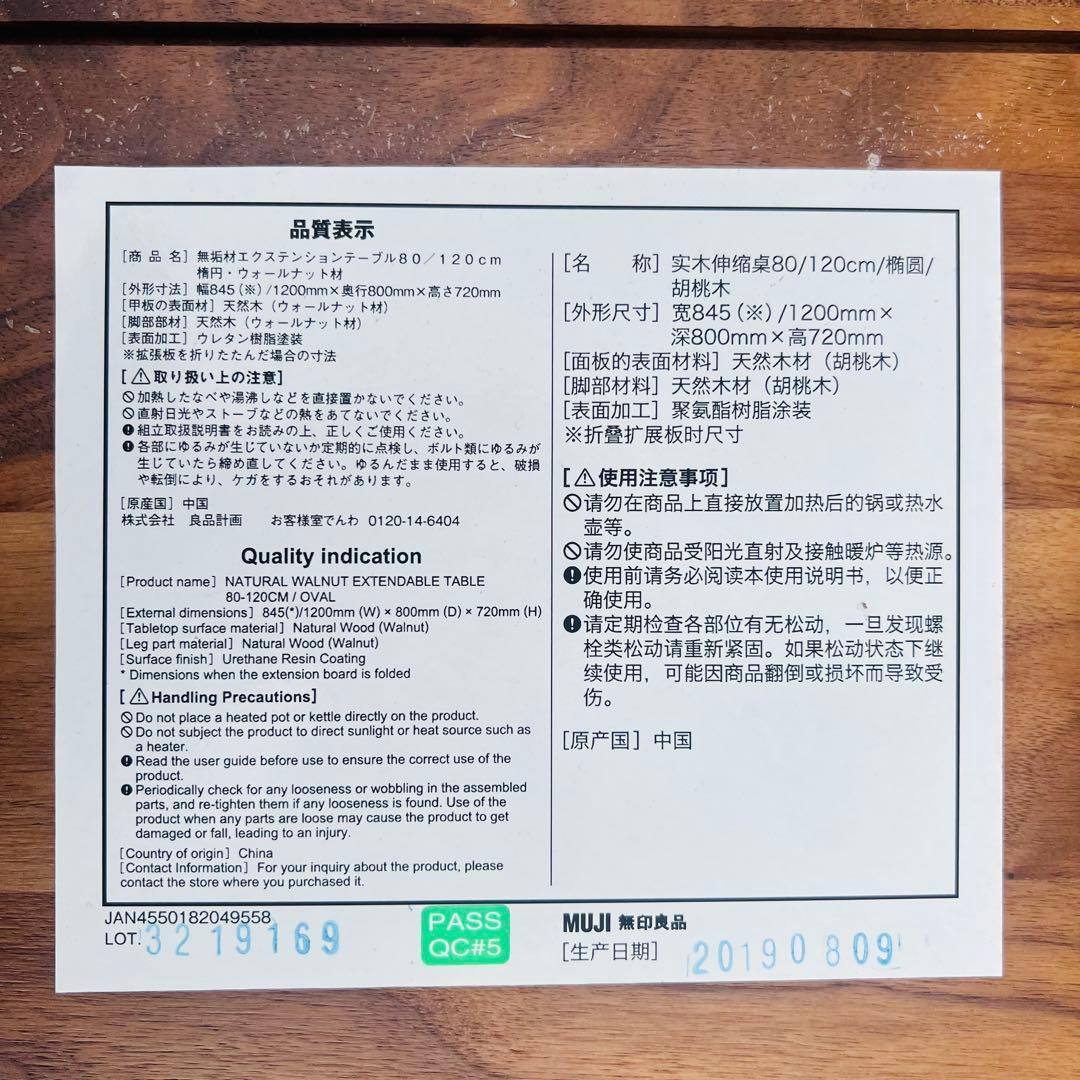 品質表示
[商品名] 無垢材エクステンションテーブル80/120cm
楕円・ウォールナット材
[外形寸法] 幅845(※)/1200mm×奥行800mm×高さ720mm
[甲板の表面材] 天然木(ウォールナット材)
[脚部部材] 天然木(ウォールナット材)
[表面加工] ウレタン樹脂塗装
※拡張板を折りたたんだ場合の寸法
[⚠取り扱い上の注意]
🛇加熱したなべや湯沸しなどを直接置かないでください。
🛇直射日光やストーブなどの熱をあてないでください。
❗組立取扱説明書をお読みの上、正しくご使用ください。
❗各部にゆるみが生じていないか定期的に点検し、ボルト類にゆるみが
生じていたら締め直してください。ゆるんだまま使用すると、破損
や転倒により、ケガをするおそれがあります。
[原産国] 中国
株式会社 良品計画 お客様室でんわ 0120-14-6404
Quality indication
[Product name] NATURAL WALNUT EXTENDABLE TABLE
80-120CM / OVAL
[External dimensions] 845(*)/1200mm (W) × 800mm (D) × 720mm (H)
[Tabletop surface material] Natural Wood (Walnut)
[Leg part material] Natural Wood (Walnut)
[Surface finish] Urethane Resin Coating
* Dimensions when the extension board is folded
[⚠Handling Precautions]
🛇Do not place a heated pot or kettle directly on the product.
🛇Do not subject the product to direct sunlight or heat source such as
a heater.
❗Read the user guide before use to ensure the correct use of the
product.
❗Periodically check for any looseness or wobbling in the assembled
parts, and re-tighten them if any looseness is found. Use of the
product when any parts are loose may cause the product to get
damaged or fall, leading to an injury.
[Country of origin] China
[Contact Information] For your inquiry about the product, please
contact the store where you purchased it.
[名 称] 实木伸缩桌80/120cm/椭圆/
胡桃木
[外形尺寸] 宽845(※)/1200mm×
深800mm×高720mm
[面板的表面材料] 天然木材(胡桃木)
[脚部材料] 天然木材(胡桃木)
[表面加工] 聚氨酯树脂涂装
※折叠扩展板时尺寸
[⚠使用注意事项]
🛇请勿在商品上直接放置加热后的锅或热水
壶等。
🛇请勿使商品受阳光直射及接触暖炉等热源。
❗使用前请务必阅读本使用说明书，以便正
确使用。
❗请定期检查各部位有无松动，一旦发现螺
栓类松动请重新紧固。如果松动状态下继
续使用，可能因商品翻倒或损坏而导致受
伤。
[原产国] 中国
JAN4550182049558
LOT. 3219169
PASS
QC#5
MUJI 無印良品
[生产日期] 20190809